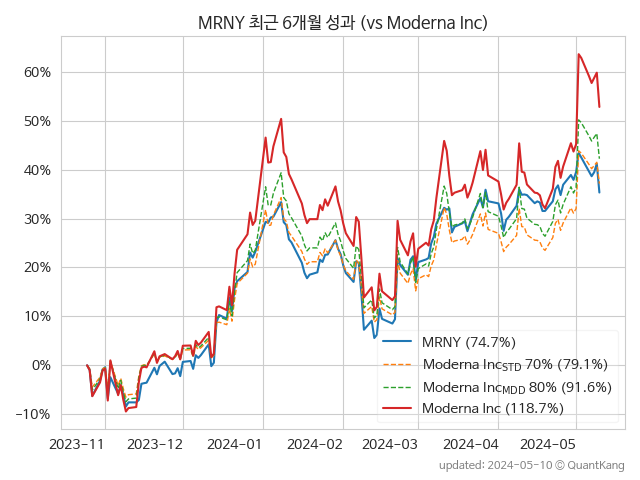 MRNY 최근 6개월 성과 (vs Moderna Inc)
60%
50%
40%
30%
20%
10%
0%
−10%
2023-11 2023-12 2024-01 2024-02 2024-03 2024-04 2024-05
MRNY (74.7%)
Moderna IncSTD 70% (79.1%)
Moderna IncMDD 80% (91.6%)
Moderna Inc (118.7%)
updated: 2024-05-10 ⓒ QuantKang